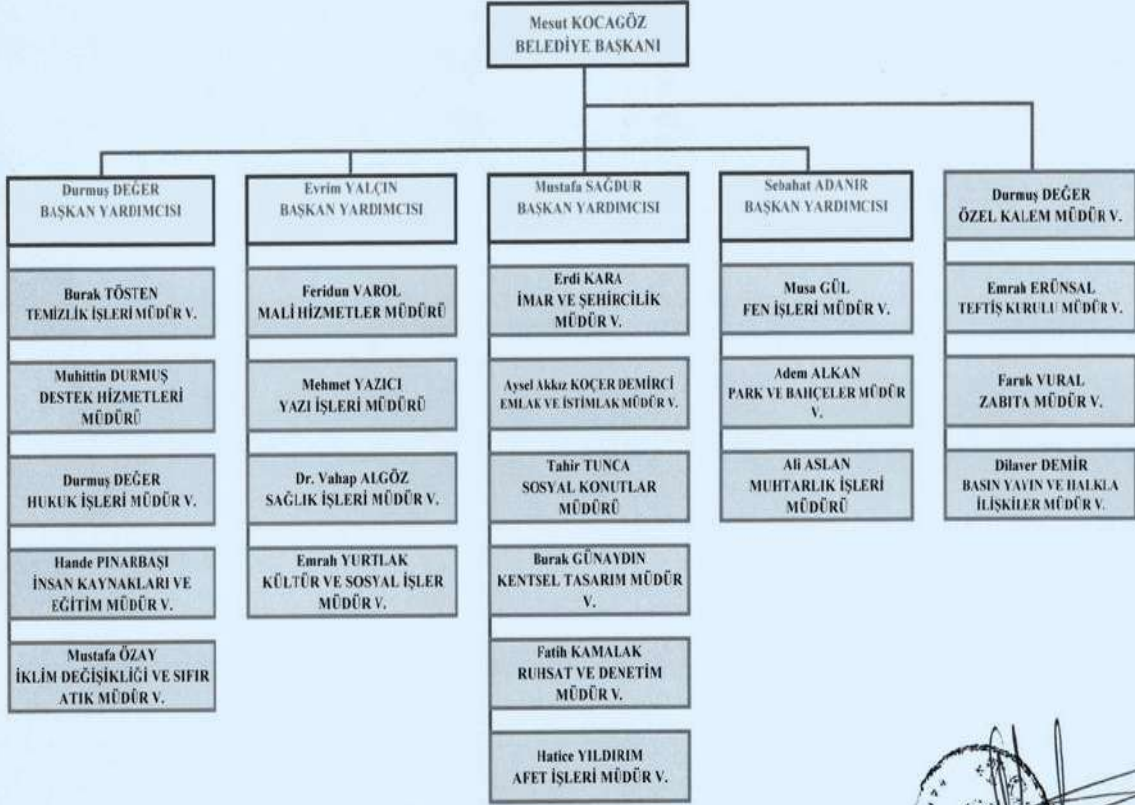 Mesut KOCAGÖZ
BELEDİYE BAŞKANI
Durmuş DEĞER
BAŞKAN YARDIMCISI
Burak TÖSTEN
TEMİZLİK İŞLERİ MÜDÜR V.
Muhittin DURMUŞ
DESTEK HİZMETLERİ
MÜDÜRÜ
Durmuş DEĞER
HUKUK İŞLERİ MÜDÜR V.
Hande PINARBAŞI
İNSAN KAYNAKLARI VE
EĞİTİM MÜDÜR V.
Mustafa ÖZAY
İKLİM DEĞİŞİKLİĞİ VE SIFIR
ATIK MÜDÜR V.
Evrim YALÇIN
BAŞKAN YARDIMCISI
Feridun VAROL
MALİ HİZMETLER MÜDÜRÜ
Mehmet YAZICI
YAZI İŞLERİ MÜDÜRÜ
Dr. Vahap ALGÖZ
SAĞLIK İŞLERİ MÜDÜR V.
Emrah YURTLAK
KÜLTÜR VE SOSYAL İŞLER
MÜDÜR V.
Mustafa SAĞDUR
BAŞKAN YARDIMCISI
Erdi KARA
İMAR VE ŞEHİRCİLİK
MÜDÜR V.
Aysel Akkız KOÇER DEMİRCİ
EMLAK VE İSTİMLAK MÜDÜR V.
Tahir TUNCA
SOSYAL KONUTLAR
MÜDÜRÜ
Burak GÜNAYDIN
KENTSEL TASARIM MÜDÜR
V.
Fatih KAMALAK
RUHSAT VE DENETİM
MÜDÜR V.
Hatice YILDIRIM
AFET İŞLERİ MÜDÜR V.
Sebahat ADANIR
BAŞKAN YARDIMCISI
Musa GÜL
FEN İŞLERİ MÜDÜR V.
Adem ALKAN
PARK VE BAHÇELER MÜDÜR
V.
Ali ASLAN
MUHTARLIK İŞLERİ
MÜDÜRÜ
Durmuş DEĞER
ÖZEL KALEM MÜDÜR V.
Emrah ERÜNSAL
TEFTİŞ KURULU MÜDÜR V.
Faruk VURAL
ZABITA MÜDÜR V.
Dilaver DEMİR
BASIN YAYIN VE HALKLA
İLİŞKİLER MÜDÜR V.